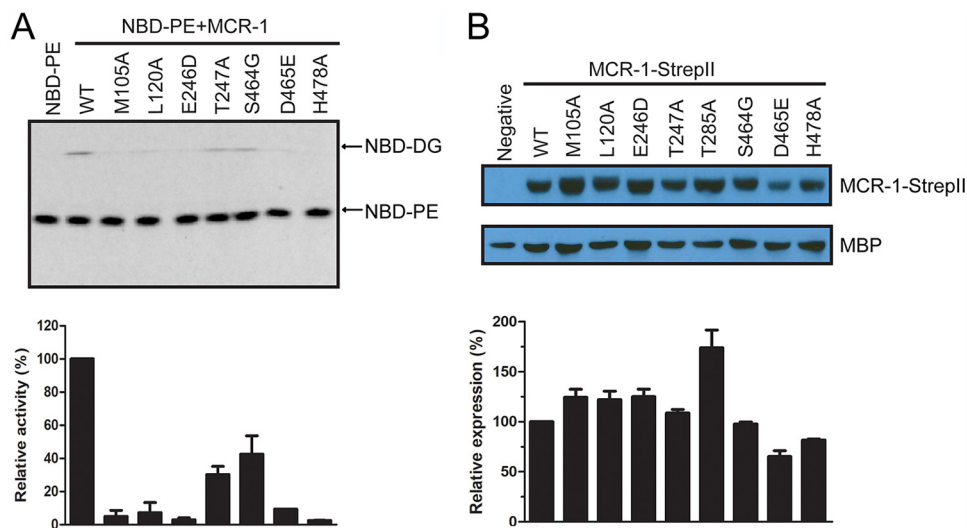 A
NBD-PE+MCR-1
NBD-PE
WT
M105A
L120A
E246D
T247A
S464G
D465E
H478A
NBD-DG
NBD-PE
Relative activity (%)
120
100
80
60
40
20
0
B
MCR-1-StrepII
Negative
WT
M105A
L120A
E246D
T247A
T285A
S464G
D465E
H478A
MCR-1-StrepII
MBP
Relative expression (%)
200
150
100
50
0